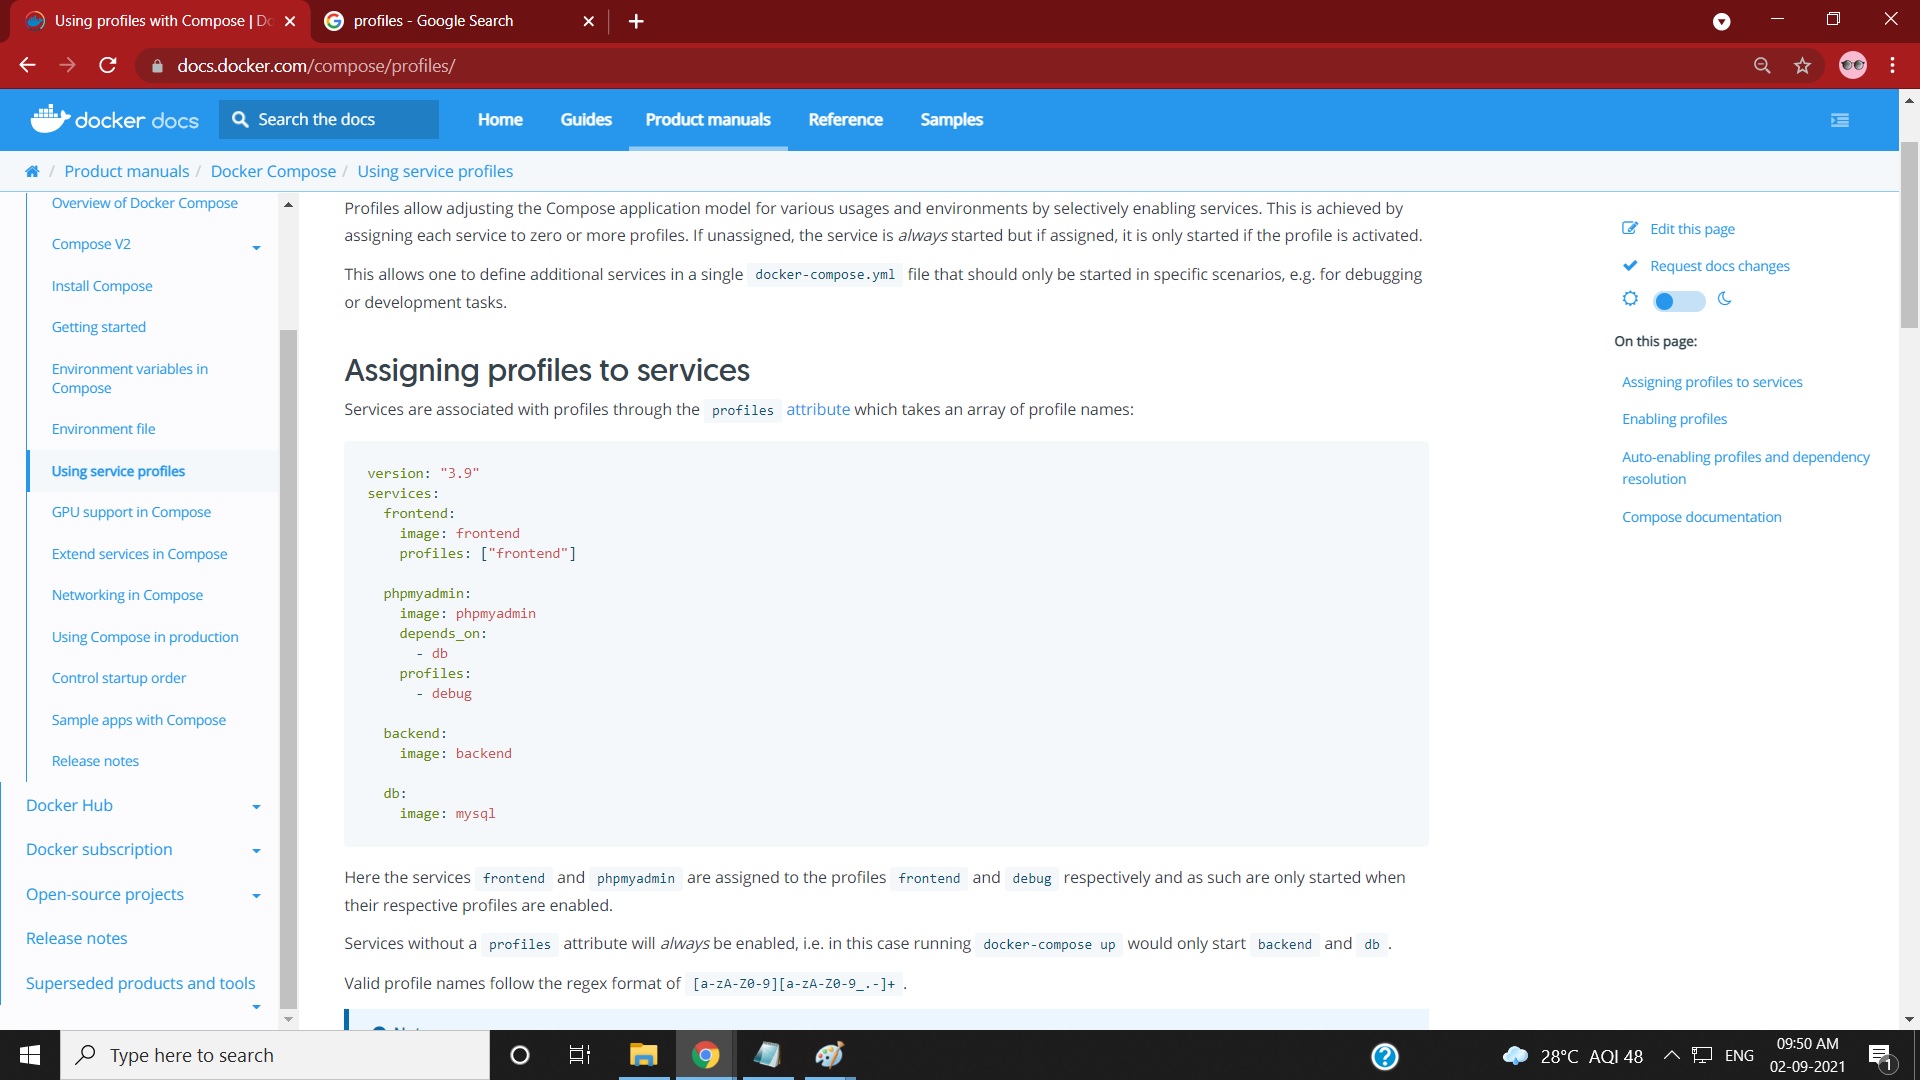 Using profiles with Compose | Do
profiles - Google Search
docs.docker.com/compose/profiles/
docker docs
Search the docs
Home
Guides
Product manuals
Reference
Samples
/ Product manuals / Docker Compose / Using service profiles
Overview of Docker Compose
Compose V2
Install Compose
Getting started
Environment variables in
Compose
Environment file
Using service profiles
GPU support in Compose
Extend services in Compose
Networking in Compose
Using Compose in production
Control startup order
Sample apps with Compose
Release notes
Docker Hub
Docker subscription
Open-source projects
Release notes
Superseded products and tools
Profiles allow adjusting the Compose application model for various usages and environments by selectively enabling services. This is achieved by
assigning each service to zero or more profiles. If unassigned, the service is always started but if assigned, it is only started if the profile is activated.
This allows one to define additional services in a single docker-compose.yml file that should only be started in specific scenarios, e.g. for debugging
or development tasks.
Assigning profiles to services
Services are associated with profiles through the profiles attribute which takes an array of profile names:
version: "3.9"
services:
frontend:
image: frontend
profiles: ["frontend"]
phpmyadmin:
image: phpmyadmin
depends_on:
- db
profiles:
- debug
backend:
image: backend
db:
image: mysql
Here the services frontend and phpmyadmin are assigned to the profiles frontend and debug respectively and as such are only started when
their respective profiles are enabled.
Services without a profiles attribute will always be enabled, i.e. in this case running docker-compose up would only start backend and db .
Valid profile names follow the regex format of [a-zA-Z0-9][a-zA-Z0-9_.-]+ .
Edit this page
Request docs changes
On this page:
Assigning profiles to services
Enabling profiles
Auto-enabling profiles and dependency
resolution
Compose documentation
Type here to search
28°C AQI 48
ENG
09:50 AM
02-09-2021
1